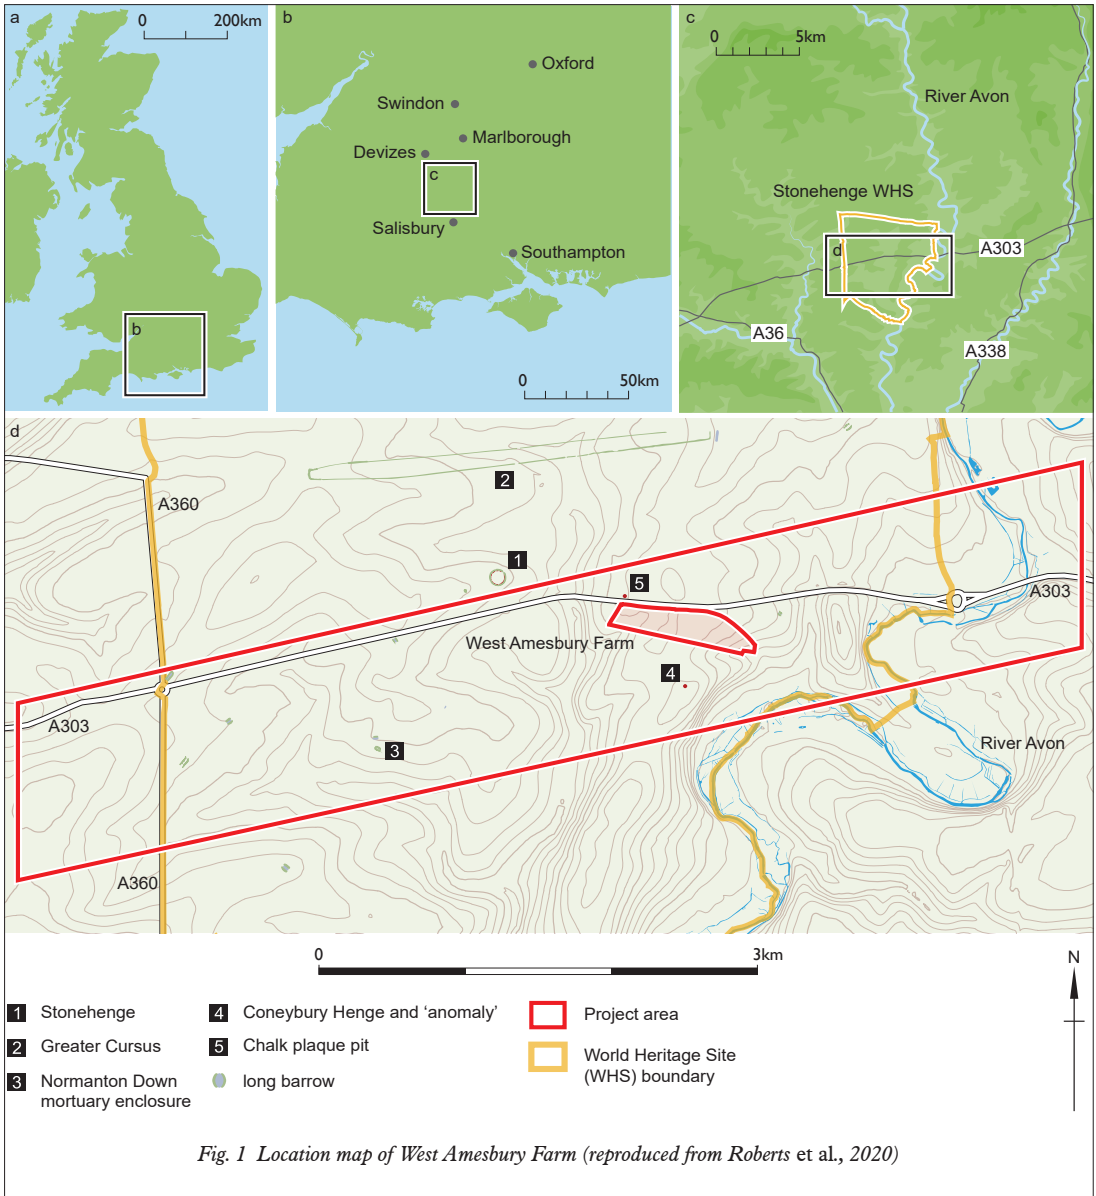 a
0 200km
b
b
Oxford
Swindon
Marlborough
Devizes
c
Salisbury
Southampton
0 50km
c
0 5km
River Avon
Stonehenge WHS
d
A303
A36
A338
d
A360
2
1
5
A303
West Amesbury Farm
4
A303
3
River Avon
A360
0 3km
N
1 Stonehenge
2 Greater Cursus
3 Normanton Down
mortuary enclosure
4 Coneybury Henge and ‘anomaly’
5 Chalk plaque pit
long barrow
Project area
World Heritage Site
(WHS) boundary
Fig. 1 Location map of West Amesbury Farm (reproduced from Roberts et al., 2020)